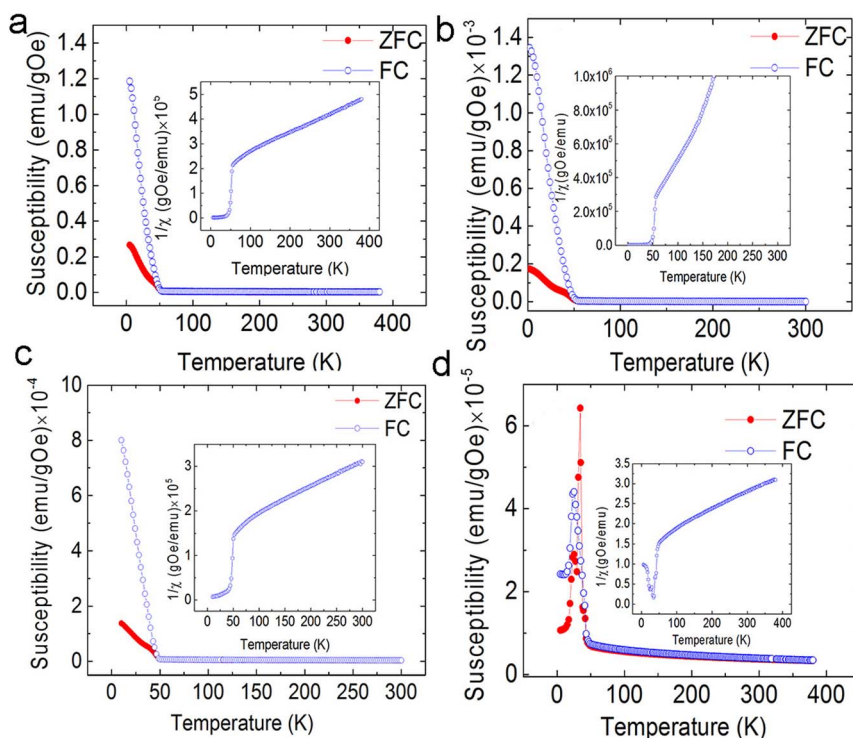 a
Susceptibility (emu/gOe)
1.4
1.2
1.0
0.8
0.6
0.4
0.2
0.0
ZFC
FC
1/χ (gOe/emu)×10⁵
5
4
3
2
1
0
0 100 200 300 400
Temperature (K)
0 100 200 300 400
Temperature (K)
b
Susceptibility (emu/gOe)×10⁻³
1.4
1.2
1.0
0.8
0.6
0.4
0.2
0.0
ZFC
FC
1/χ(gOe/emu)
1.0x10⁶
8.0x10⁵
6.0x10⁵
4.0x10⁵
2.0x10⁵
0.0
0 50 100 150 200 250 300
Temperature (K)
0 100 200 300
Temperature (K)
c
Susceptibility (emu/gOe)×10⁻⁴
10
8
6
4
2
0
ZFC
FC
1/χ (gOe/emu)×10⁵
3
2
1
0
0 50 100 150 200 250 300
Temperature (K)
0 50 100 150 200 250 300
Temperature (K)
d
Susceptibility (emu/gOe)×10⁻⁵
6
4
2
0
ZFC
FC
1/χ (gOe/emu)
3.5
3.0
2.5
2.0
1.5
1.0
0.5
0.0
0 100 200 300 400
Temperature (K)
0 100 200 300 400
Temperature (K)